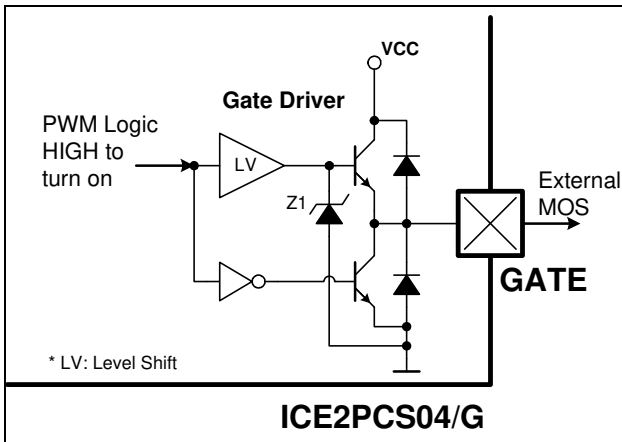 VCC
Gate Driver
PWM Logic
HIGH to
turn on
LV
Z1
External
MOS
GATE
* LV: Level Shift
ICE2PCS04/G